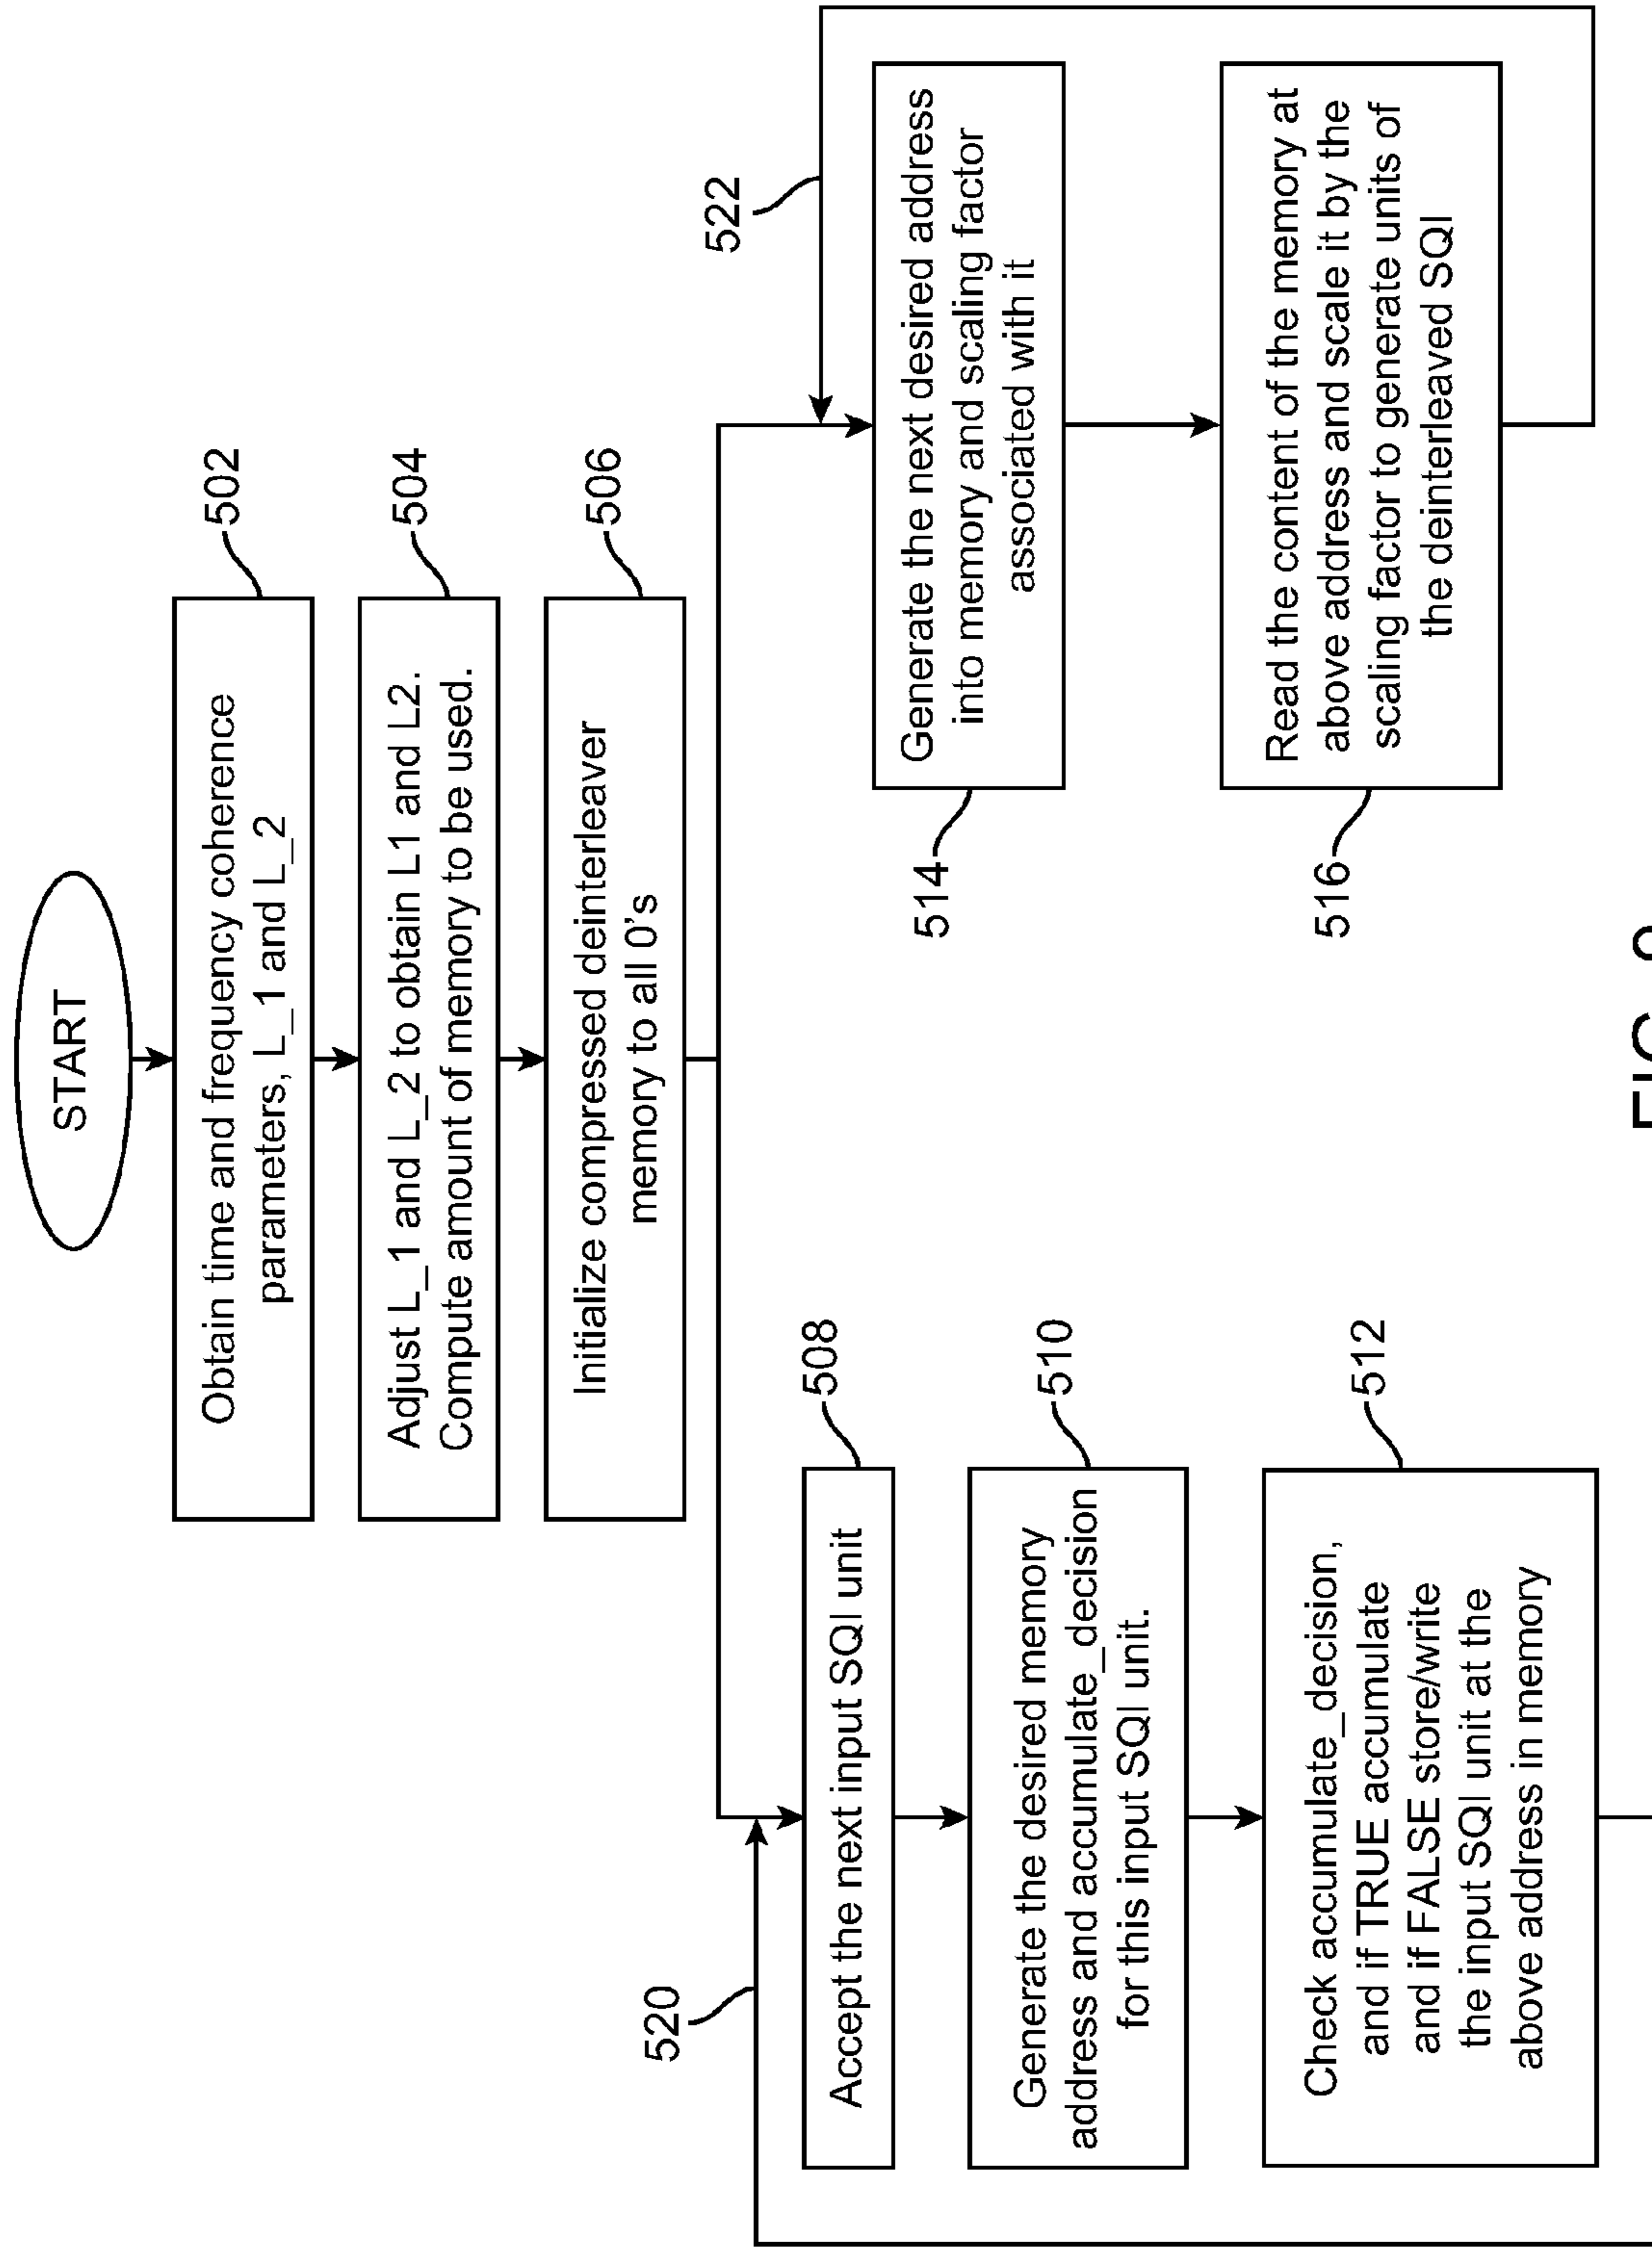 START
Obtain time and frequency coherence
parameters, L_1 and L_2
502
Adjust L_1 and L_2 to obtain L1 and L2.
Compute amount of memory to be used.
504
Initialize compressed deinterleaver
memory to all 0's
506
520
Accept the next input SQI unit
508
Generate the desired memory
address and accumulate_decision
for this input SQI unit.
510
Check accumulate_decision,
and if TRUE accumulate
and if FALSE store/write
the input SQI unit at the
above address in memory
512
522
Generate the next desired address
into memory and scaling factor
associated with it
514
Read the content of the memory at
above address and scale it by the
scaling factor to generate units of
the deinterleaved SQI
516
FIG.